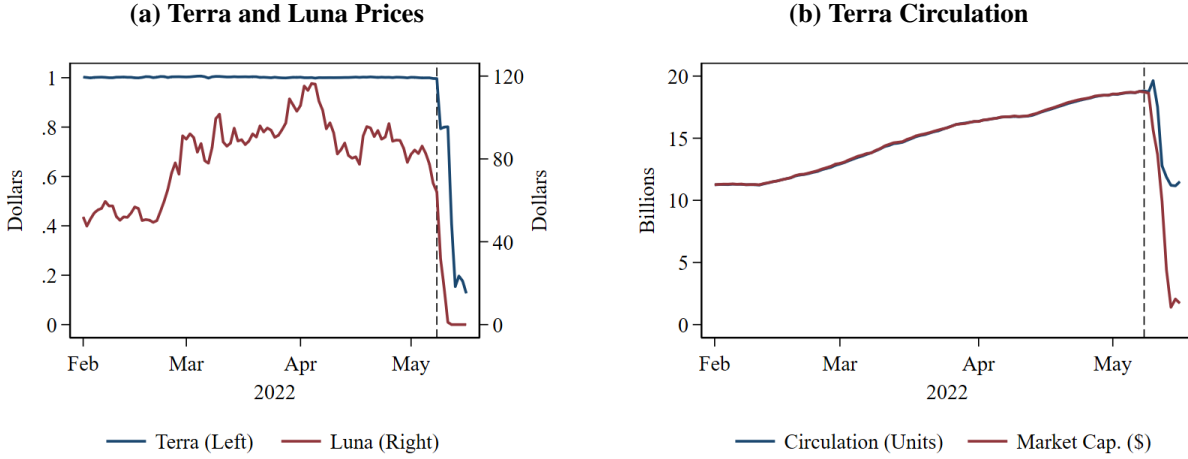 (a) Terra and Luna Prices
1
.8
.6
.4
.2
0
Dollars
120
80
40
0
Dollars
Feb
Mar
Apr
May
2022
Terra (Left)
Luna (Right)
(b) Terra Circulation
20
15
10
5
0
Billions
Feb
Mar
Apr
May
2022
Circulation (Units)
Market Cap. ($)